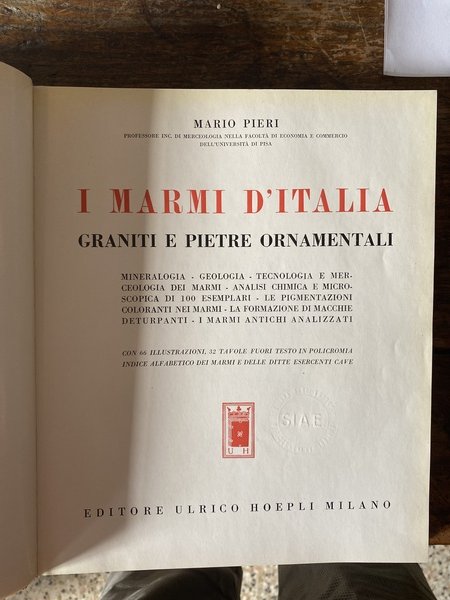 MARIO PIERI
PROFESSORE INC. DI MERCEOLOGIA NELLA FACOLTÀ DI ECONOMIA E COMMERCIO
DELL'UNIVERSITÀ DI PISA
I MARMI D'ITALIA
GRANITI E PIETRE ORNAMENTALI
MINERALOGIA - GEOLOGIA - TECNOLOGIA E MER-
CEOLOGIA DEI MARMI - ANALISI CHIMICA E MICRO-
SCOPICA DI 100 ESEMPLARI - LE PIGMENTAZIONI
COLORANTI NEI MARMI - LA FORMAZIONE DI MACCHIE
DETURPANTI - I MARMI ANTICHI ANALIZZATI
CON 66 ILLUSTRAZIONI, 32 TAVOLE FUORI TESTO IN POLICROMIA
INDICE ALFABETICO DEI MARMI E DELLE DITTE ESERCENTI CAVE
U H
SIAE
EDITORE ULRICO HOEPLI MILANO